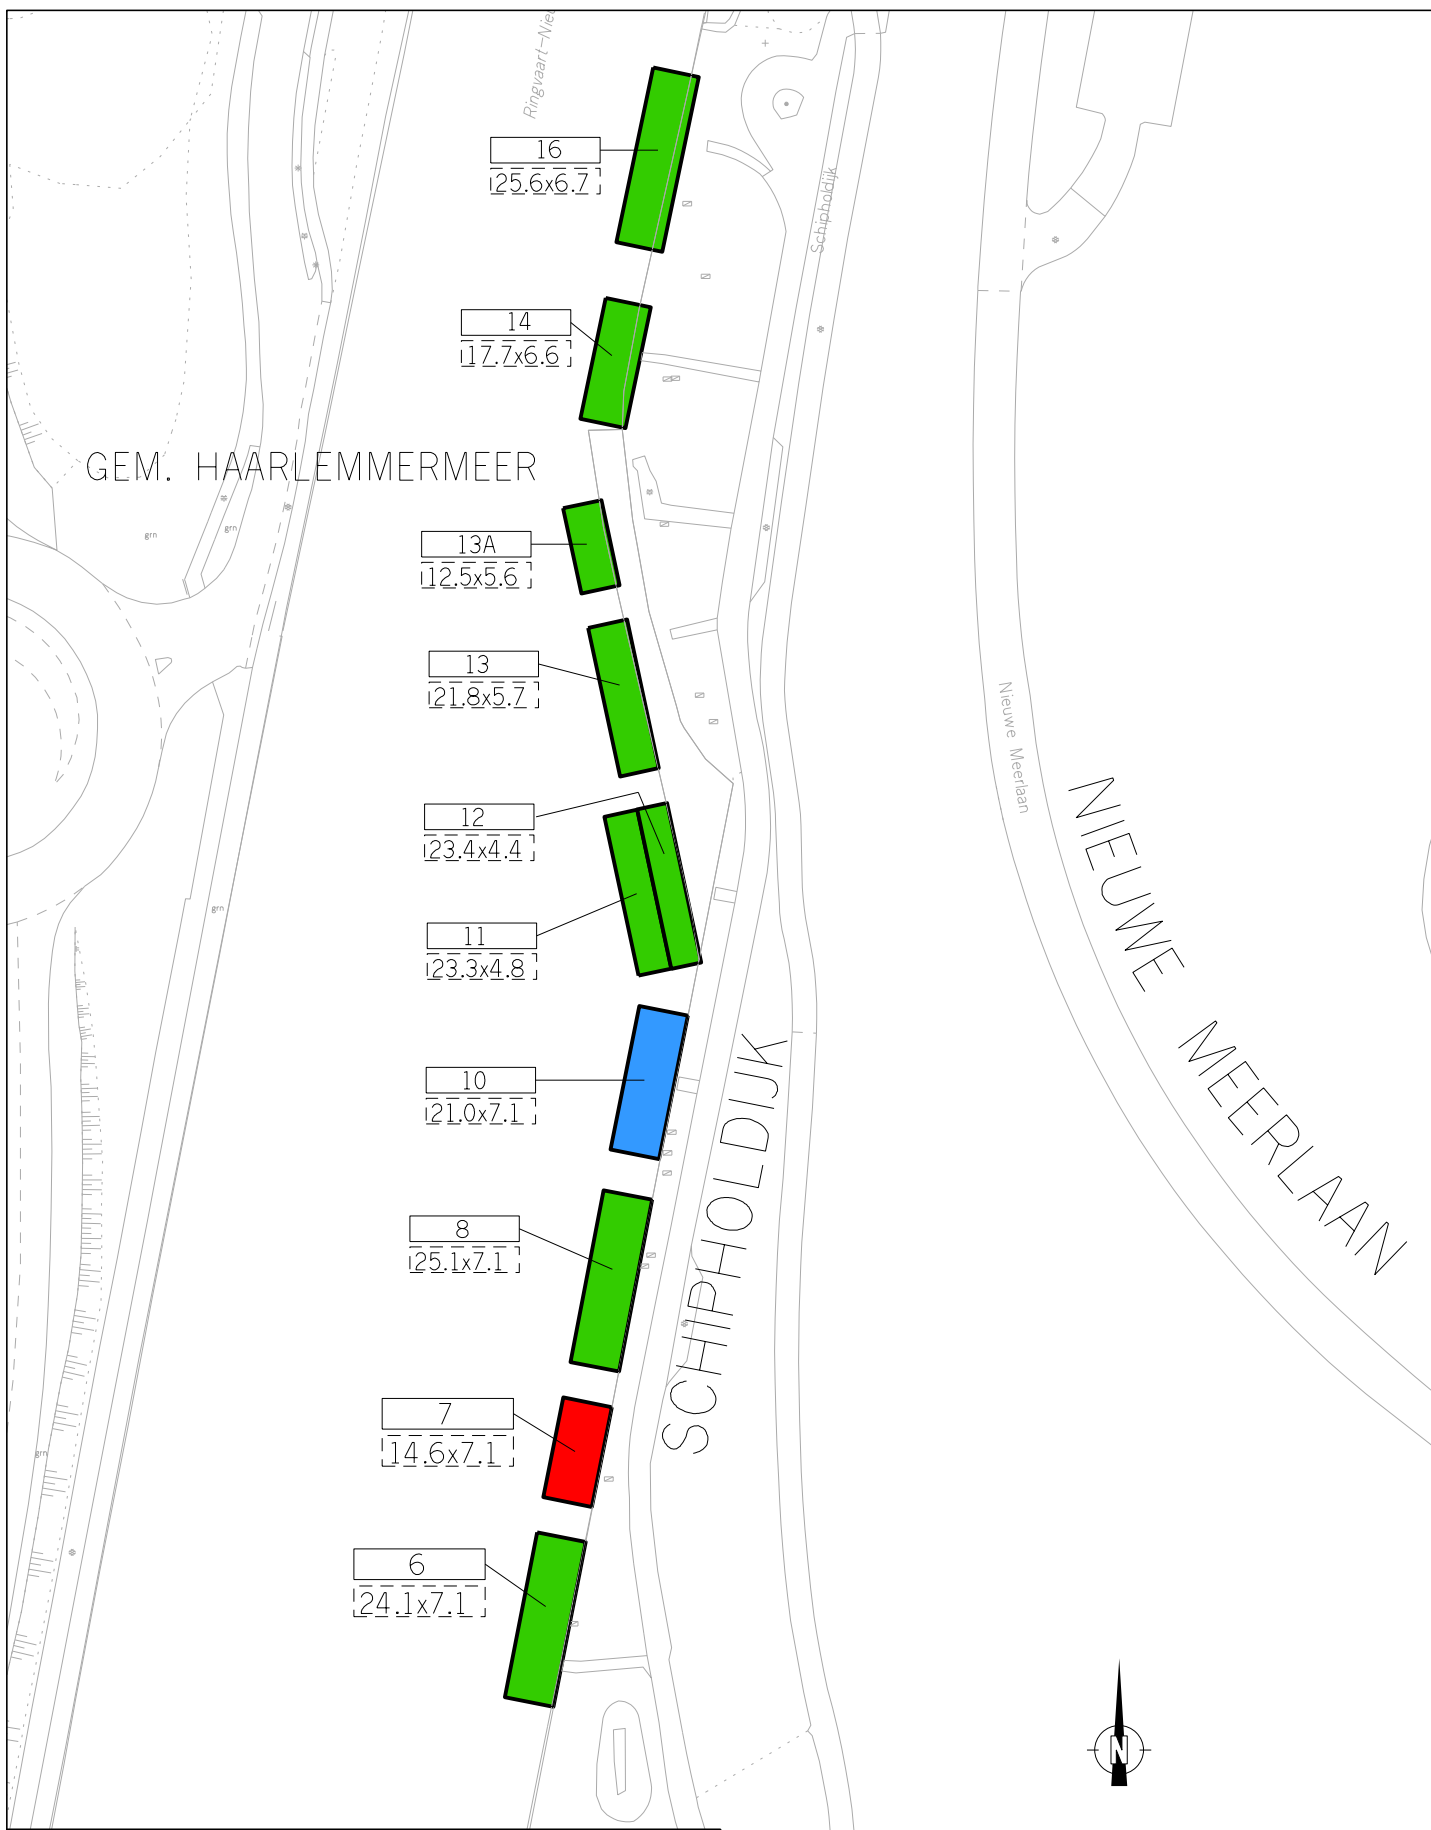 Ringvaart-Nieu
16
25.6x6.7
Schipholdijk
14
17.7x6.6
GEM. HAARLEMMERMEER
grn
grn
13A
12.5x5.6
13
21.8x5.7
Nieuwe Meerlaan
12
23.4x4.4
NIEUWE MEERLAAN
grn
11
23.3x4.8
10
21.0x7.1
SCHIPHOLDIJK
8
25.1x7.1
7
14.6x7.1
grn
6
24.1x7.1
N